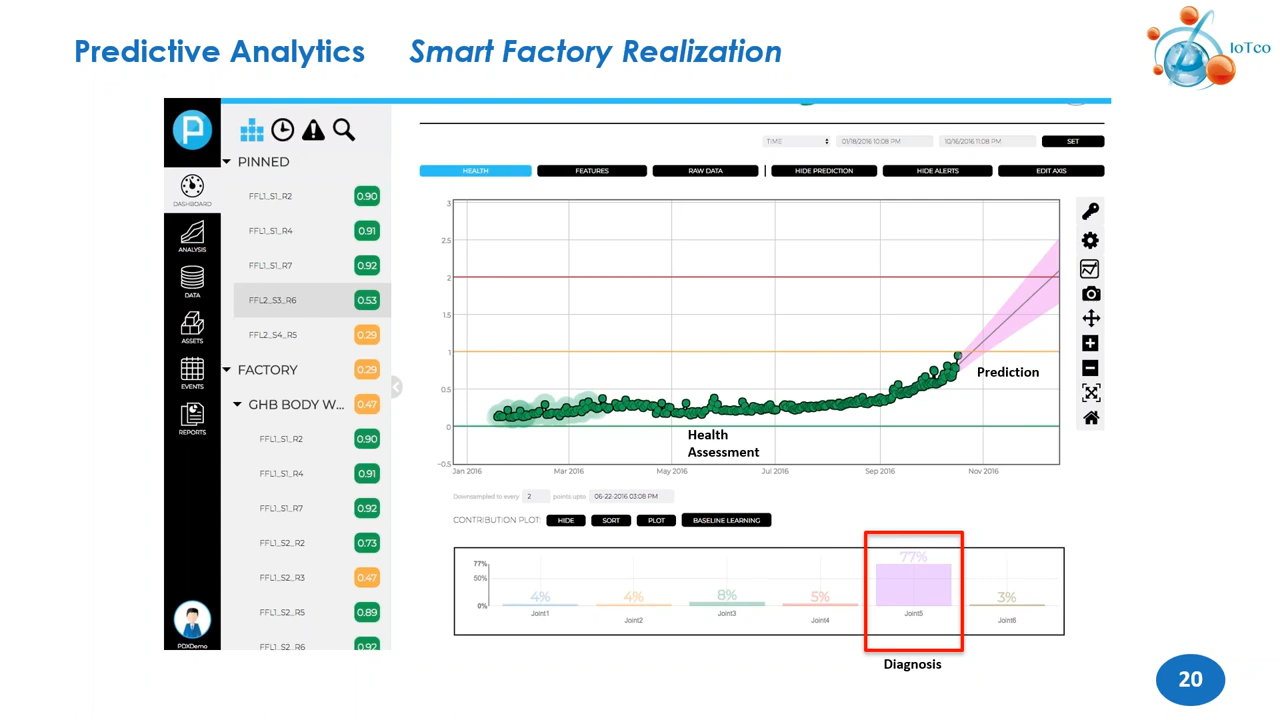 Predictive Analytics Smart Factory Realization
IoTco
P
DASHBOARD
ANALYSIS
DATA
ASSETS
EVENTS
REPORTS
PDXDemo
PINNED
FFL1_S1_R2 0.90
FFL1_S1_R4 0.91
FFL1_S1_R7 0.92
FFL2_S3_R6 0.53
FFL2_S4_R5 0.29
FACTORY 0.29
GHB BODY W... 0.47
FFL1_S1_R2 0.90
FFL1_S1_R4 0.91
FFL1_S1_R7 0.92
FFL1_S2_R2 0.73
FFL1_S2_R3 0.47
FFL1_S2_R5 0.89
FFL1_S2_R6 0.92
TIME 01/18/2016 10:08 PM 10/16/2016 11:08 PM SET
HEALTH FEATURES RAW DATA HIDE PREDICTION HIDE ALERTS EDIT AXIS
3
2.5
2
1.5
1
0.5
0
−0.5
Prediction
Health
Assessment
Jan 2016 Mar 2016 May 2016 Jul 2016 Sep 2016 Nov 2016
Downsampled to every 2 points upto 06-22-2016 03:08 PM
CONTRIBUTION PLOT: HIDE SORT PLOT BASELINE LEARNING
77%
50%
0%
4% 4% 8% 5% 77% 3%
Joint1 Joint2 Joint3 Joint4 Joint5 Joint6
Diagnosis
20